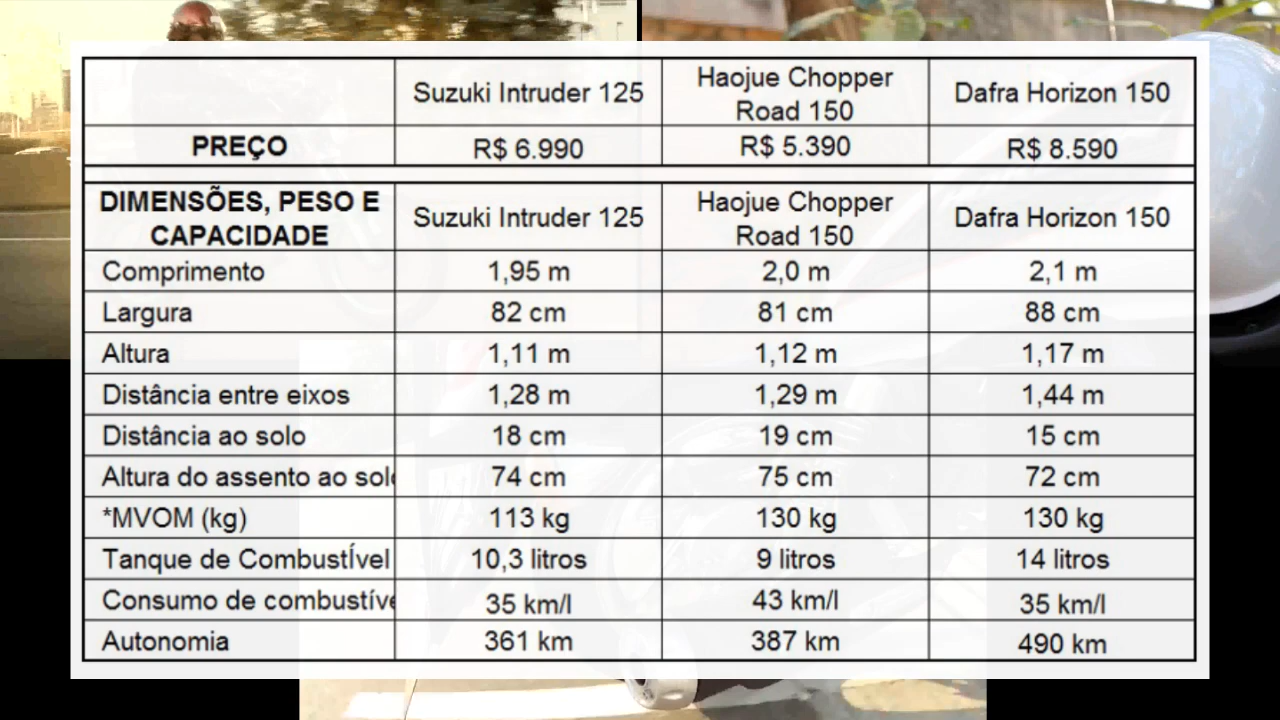 Suzuki Intruder 125 Haojue Chopper Road 150 Dafra Horizon 150
PREÇO R$ 6.990 R$ 5.390 R$ 8.590
DIMENSÕES, PESO E CAPACIDADE Suzuki Intruder 125 Haojue Chopper Road 150 Dafra Horizon 150
Comprimento 1,95 m 2,0 m 2,1 m
Largura 82 cm 81 cm 88 cm
Altura 1,11 m 1,12 m 1,17 m
Distância entre eixos 1,28 m 1,29 m 1,44 m
Distância ao solo 18 cm 19 cm 15 cm
Altura do assento ao solo 74 cm 75 cm 72 cm
*MVOM (kg) 113 kg 130 kg 130 kg
Tanque de CombustÍvel 10,3 litros 9 litros 14 litros
Consumo de combustíve 35 km/l 43 km/l 35 km/l
Autonomia 361 km 387 km 490 km